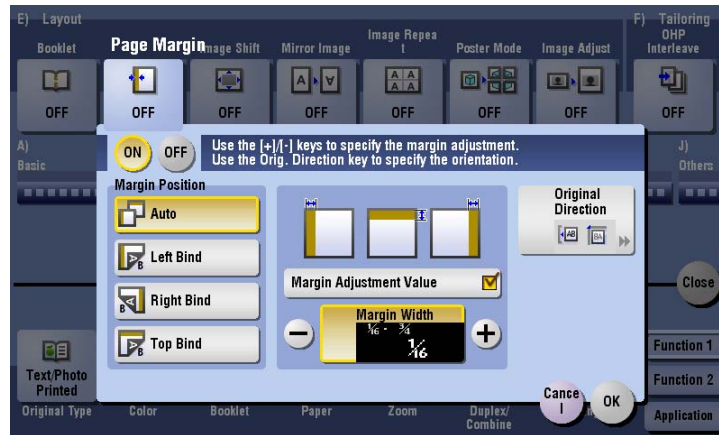 E) Layout
F) Tailoring
Booklet
Page Margin
mage Shift
Mirror Image
Image Repea
t
Poster Mode
Image Adjust
OHP
Interleave
OFF
OFF
OFF
OFF
OFF
OFF
OFF
OFF
A)
Basic
J)
Others
ON
OFF
Use the [+]/[-] keys to specify the margin adjustment.
Use the Orig. Direction key to specify the orientation.
Margin Position
Auto
Left Bind
Right Bind
Top Bind
Original
Direction
Margin Adjustment Value
Margin Width
1/16 - 3/4
1/16
Close
Text/Photo
Printed
Function 1
Function 2
Application
Cance
l
OK
Original Type
Color
Booklet
Paper
Zoom
Duplex/
Combine